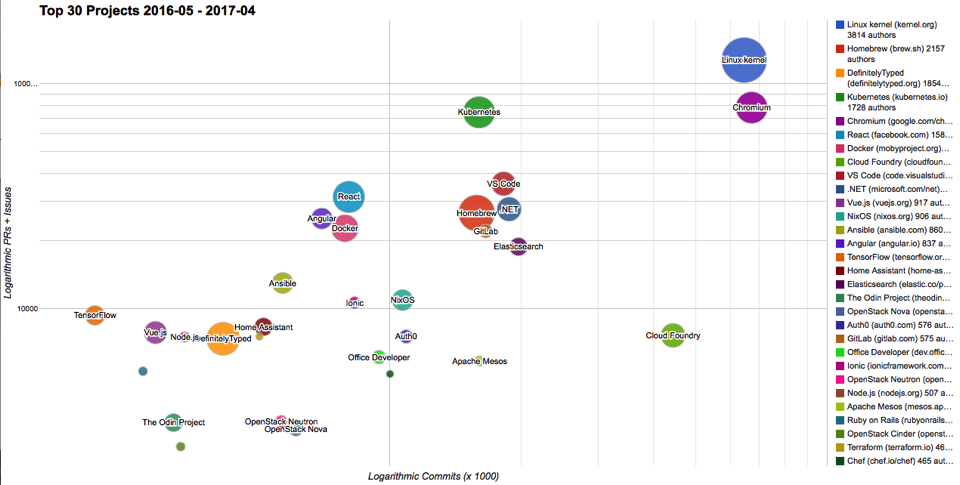 Top 30 Projects 2016-05 - 2017-04
Linux kernel (kernel.org)
3814 authors
Homebrew (brew.sh) 2157
authors
DefinitelyTyped
(definitelytyped.org) 1854...
Kubernetes (kubernetes.io)
1728 authors
Chromium (google.com/ch...
React (facebook.com) 158...
Docker (mobyproject.org)...
Cloud Foundry (cloudfoun...
VS Code (code.visualstudi...
.NET (microsoft.com/net)...
Vue.js (vuejs.org) 917 aut...
NixOS (nixos.org) 906 aut...
Ansible (ansible.com) 860...
Angular (angular.io) 837 a...
TensorFlow (tensorflow.or...
Home Assistant (home-as...
Elasticsearch (elastic.co/p...
The Odin Project (theodin...
OpenStack Nova (opensta...
Auth0 (auth0.com) 576 aut...
GitLab (gitlab.com) 575 au...
Office Developer (dev.offic...
Ionic (ionicframework.com...
OpenStack Neutron (open...
Node.js (nodejs.org) 507 a...
Apache Mesos (mesos.ap...
Ruby on Rails (rubyonrails...
OpenStack Cinder (openst...
Terraform (terraform.io) 46...
Chef (chef.io/chef) 465 aut...
Logarithmic PRs + Issues
1000...
10000
Linux kernel
Chromium
Kubernetes
VS Code
React
Homebrew
.NET
Angular
Docker
GitLab
Elasticsearch
Ansible
Ionic
NixOS
TensorFlow
Vue.js
Node.js
DefinitelyTyped
Home Assistant
Auth0
Cloud Foundry
Office Developer
Apache Mesos
The Odin Project
OpenStack Neutron
OpenStack Nova
Logarithmic Commits (x 1000)